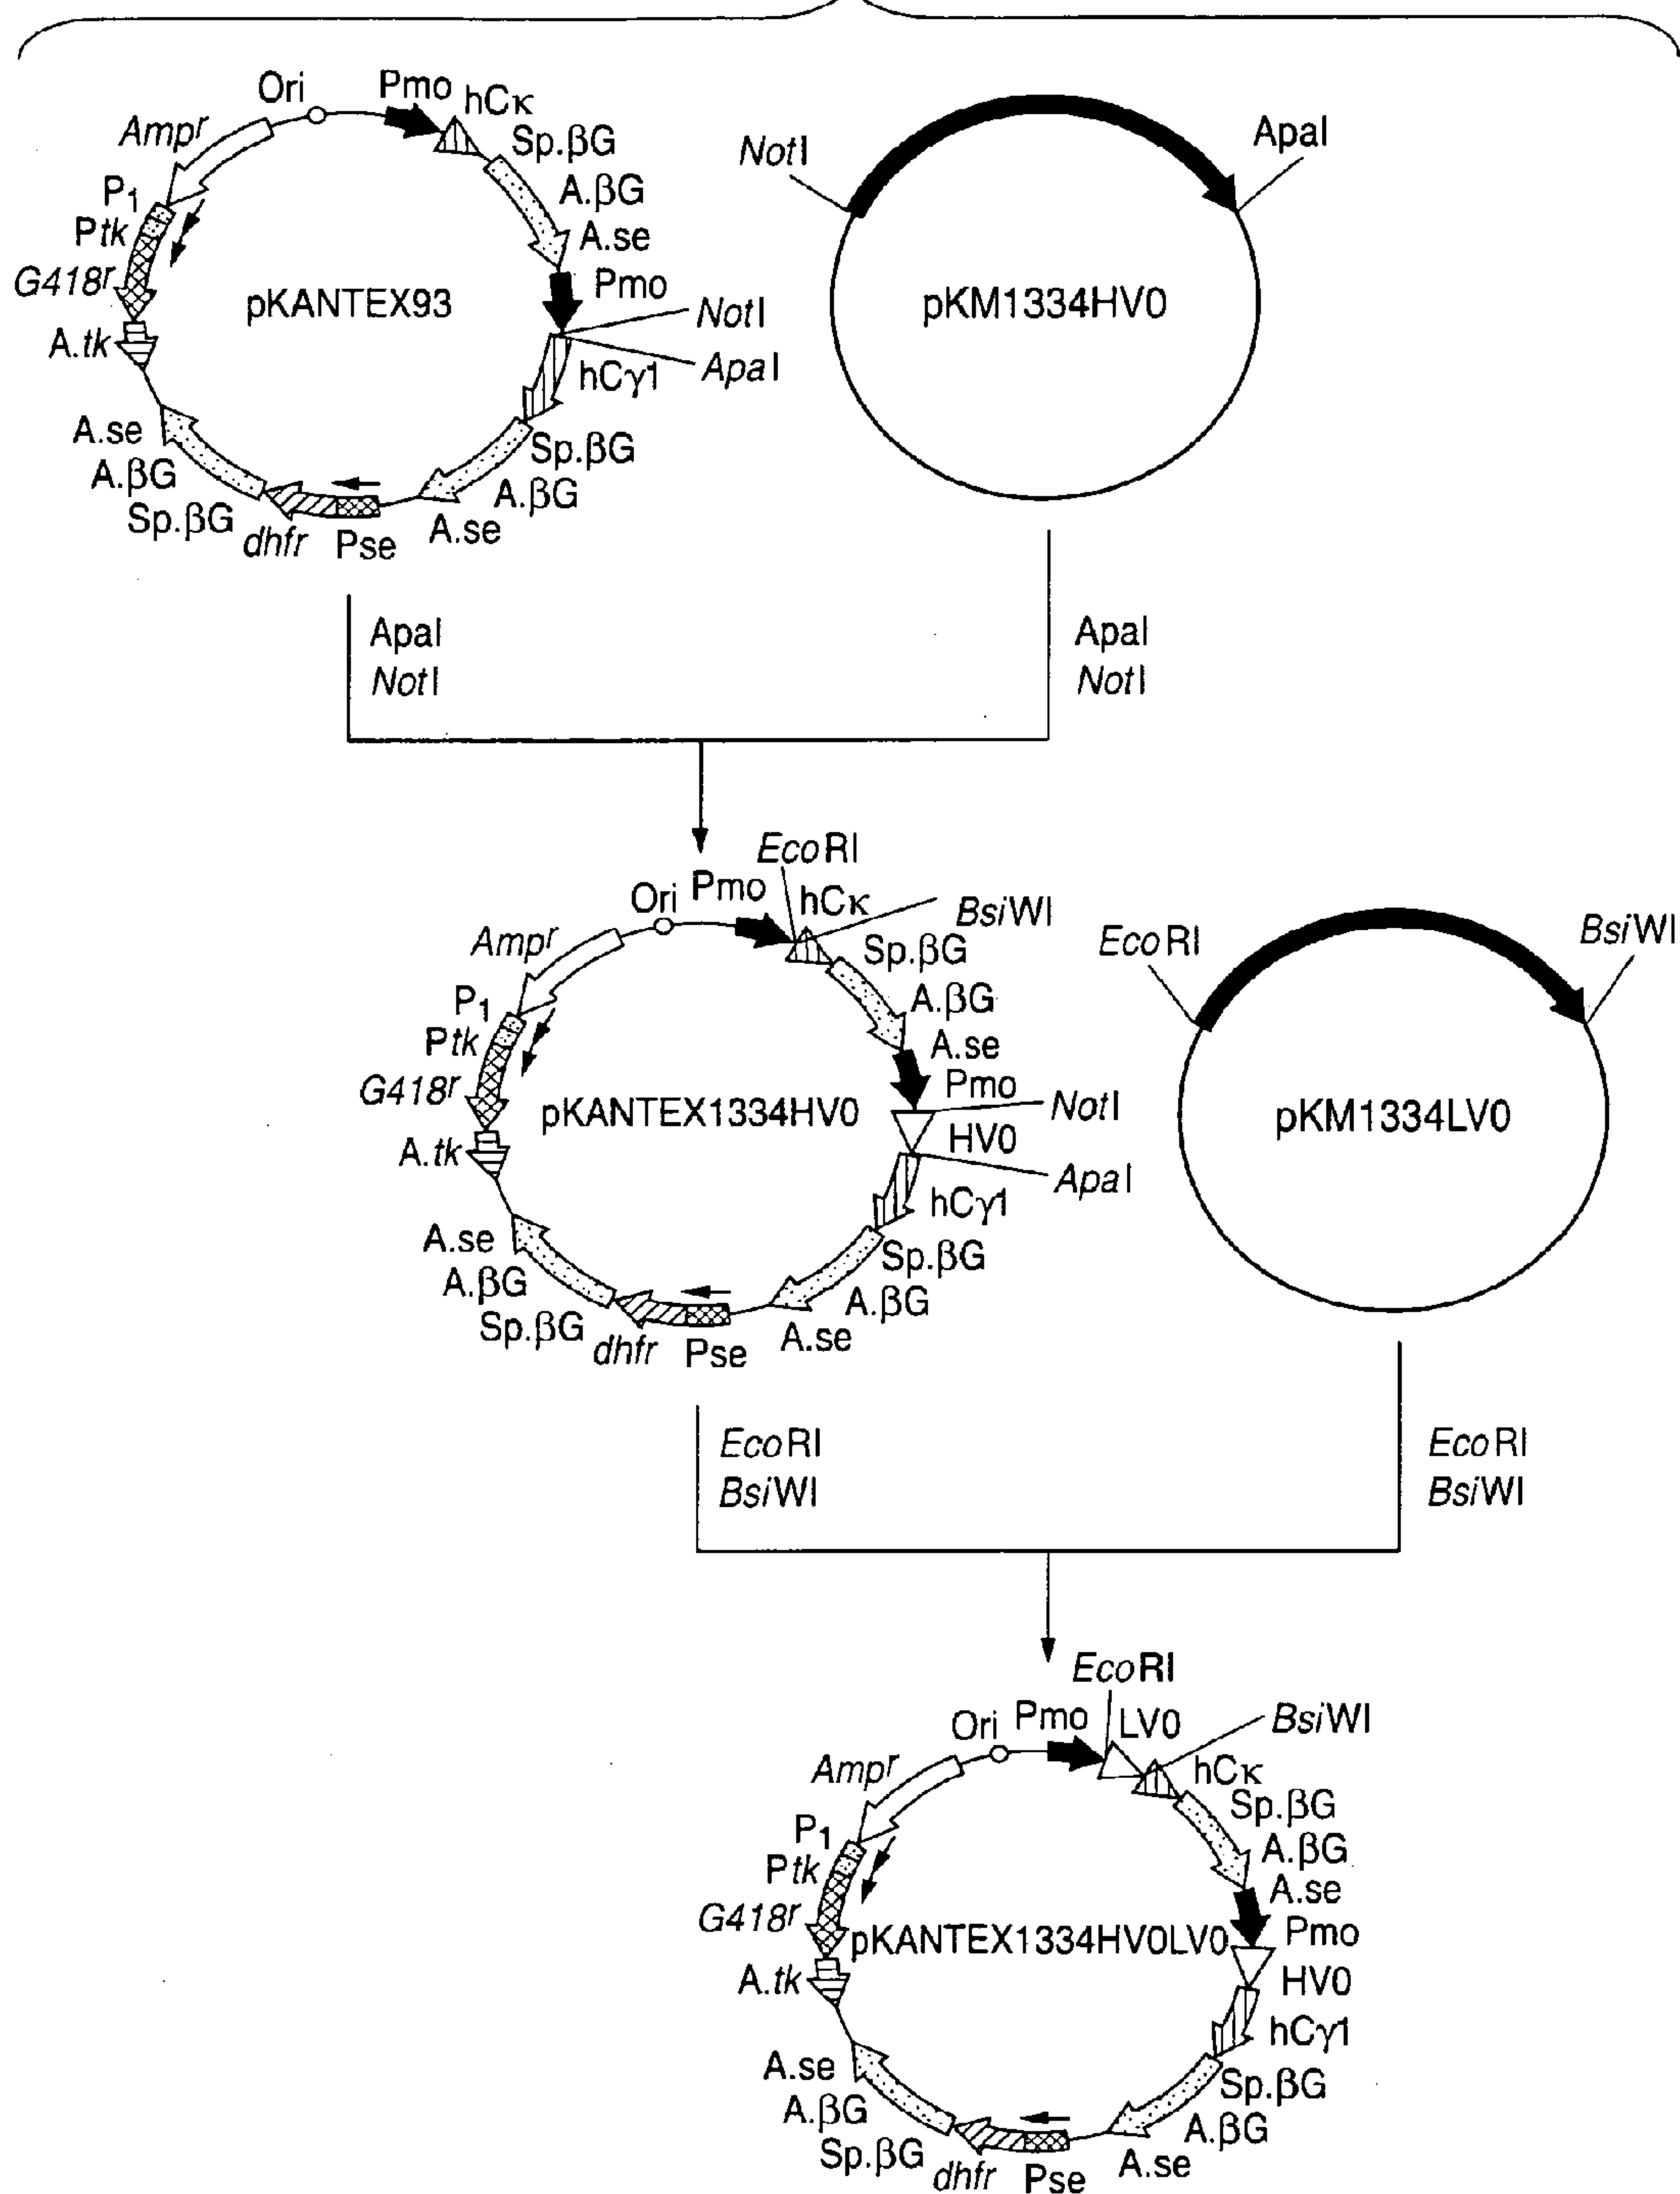 Ori
Pmo
hCκ
Ampr
Sp.βG
A.βG
A.se
P1
Ptk
G418r
pKANTEX93
Pmo
NotI
A.tk
hCγ1
ApaI
A.se
A.βG
Sp.βG
dhfr
Pse
A.se
A.βG
Sp.βG
NotI
ApaI
pKM1334HV0
ApaI
NotI
ApaI
NotI
EcoRI
Ori
Pmo
hCκ
BsiWI
Ampr
Sp.βG
A.βG
A.se
P1
Ptk
G418r
pKANTEX1334HV0
Pmo
NotI
HV0
A.tk
ApaI
hCγ1
A.se
A.βG
Sp.βG
dhfr
Pse
A.se
A.βG
Sp.βG
EcoRI
BsiWI
pKM1334LV0
EcoRI
BsiWI
EcoRI
BsiWI
EcoRI
Ori
Pmo
LV0
BsiWI
Ampr
hCκ
Sp.βG
A.βG
A.se
P1
Ptk
G418r
pKANTEX1334HV0LV0
Pmo
HV0
A.tk
hCγ1
A.se
A.βG
Sp.βG
dhfr
Pse
A.se
A.βG
Sp.βG